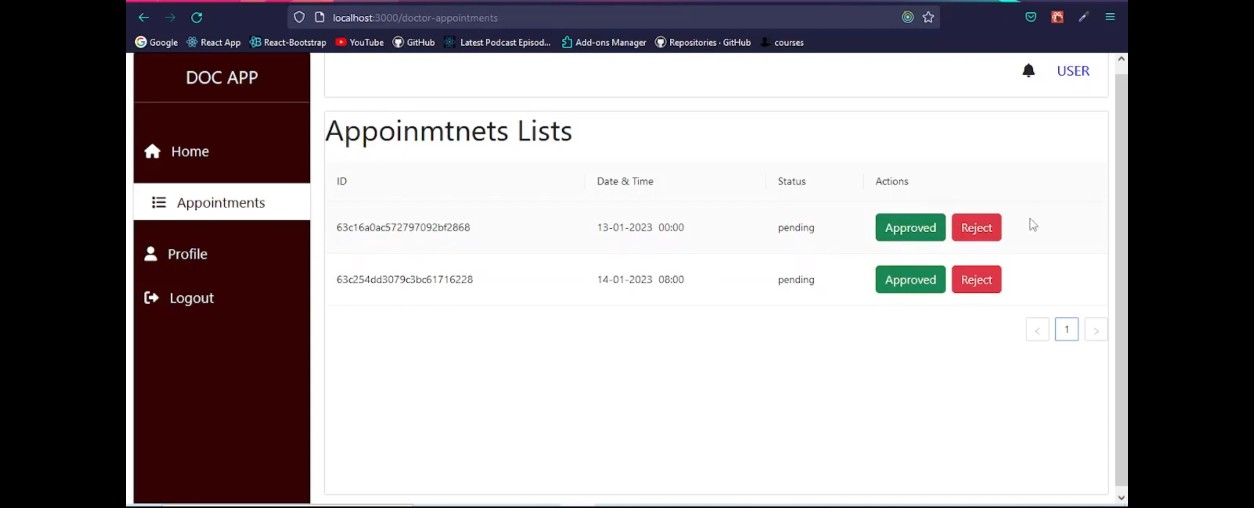 localhost:3000/doctor-appointments
Google React App React-Bootstrap YouTube GitHub Latest Podcast Episod... Add-ons Manager Repositories · GitHub courses
DOC APP
Home
Appointments
Profile
Logout
USER
Appoinmtnets Lists
ID Date & Time Status Actions
63c16a0ac572797092bf2868 13-01-2023 00:00 pending Approved Reject
63c254dd3079c3bc61716228 14-01-2023 08:00 pending Approved Reject
< 1 >